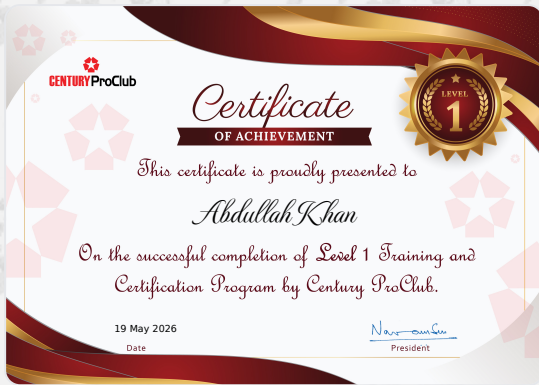 CENTURY ProClub
Certificate
OF ACHIEVEMENT
LEVEL
1
This certificate is proudly presented to
Abdullah Khan
On the successful completion of Level 1 Training and
Certification Program by Century ProClub.
19 May 2026
Date
President